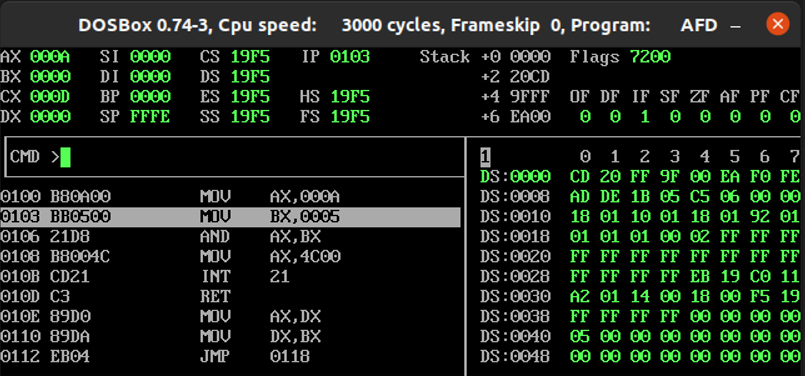 DOSBox 0.74-3, Cpu speed: 3000 cycles, Frameskip 0, Program: AFD
AX 000A SI 0000 CS 19F5 IP 0103 Stack +0 0000 Flags 7200
BX 0000 DI 0000 DS 19F5 +2 20CD
CX 000D BP 0000 ES 19F5 HS 19F5 +4 9FFF OF DF IF SF ZF AF PF CF
DX 0000 SP FFFE SS 19F5 FS 19F5 +6 EA00 0 0 1 0 0 0 0 0
CMD > 1 0 1 2 3 4 5 6 7
DS:0000 CD 20 FF 9F 00 EA F0 FE
0100 B80A00 MOV AX,000A DS:0008 AD DE 1B 05 C5 06 00 00
0103 BB0500 MOV BX,0005 DS:0010 18 01 10 01 18 01 92 01
0106 21D8 AND AX,BX DS:0018 01 01 01 00 02 FF FF FF
0108 B8004C MOV AX,4C00 DS:0020 FF FF FF FF FF FF FF FF
010B CD21 INT 21 DS:0028 FF FF FF FF EB 19 C0 11
010D C3 RET DS:0030 A2 01 14 00 18 00 F5 19
010E 89D0 MOV AX,DX DS:0038 FF FF FF FF 00 00 00 00
0110 89DA MOV DX,BX DS:0040 05 00 00 00 00 00 00 00
0112 EB04 JMP 0118 DS:0048 00 00 00 00 00 00 00 00